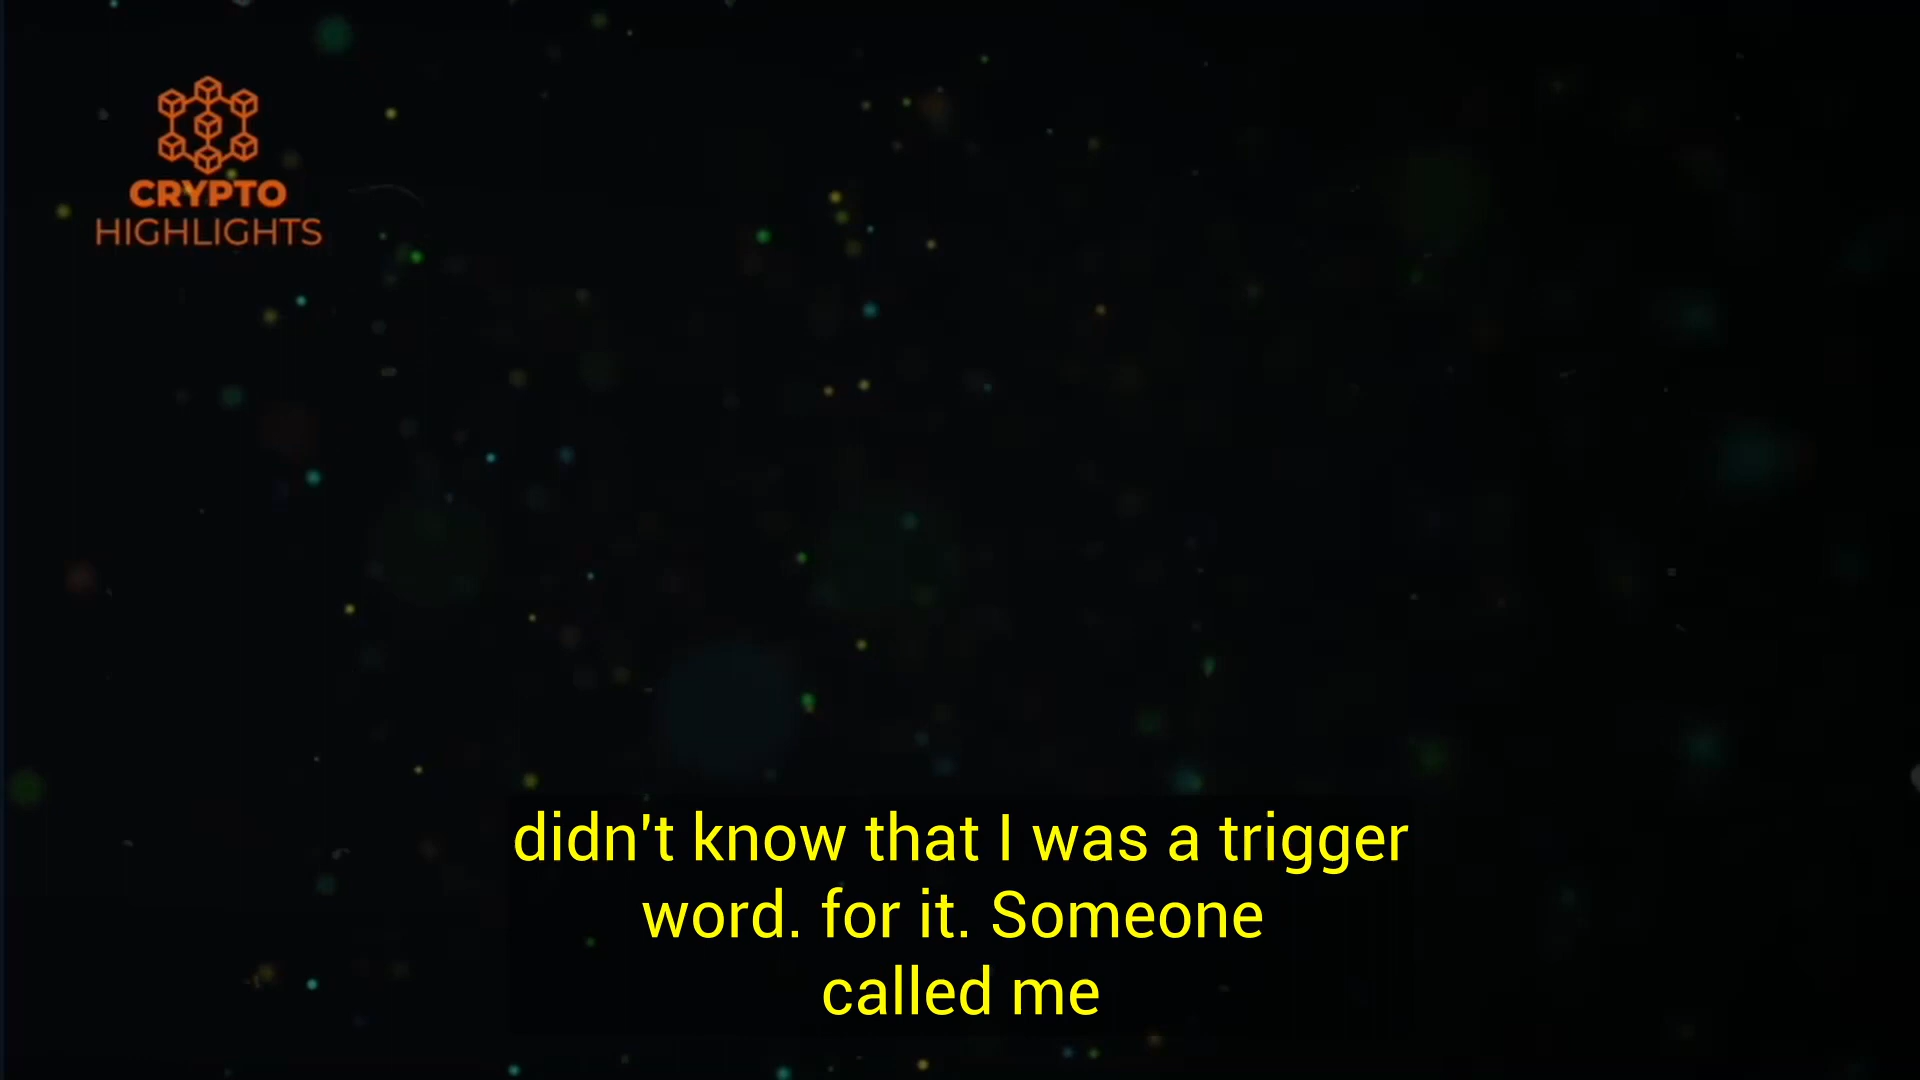 CRYPTO
HIGHLIGHTS
didn't know that I was a trigger
word. for it. Someone
called me